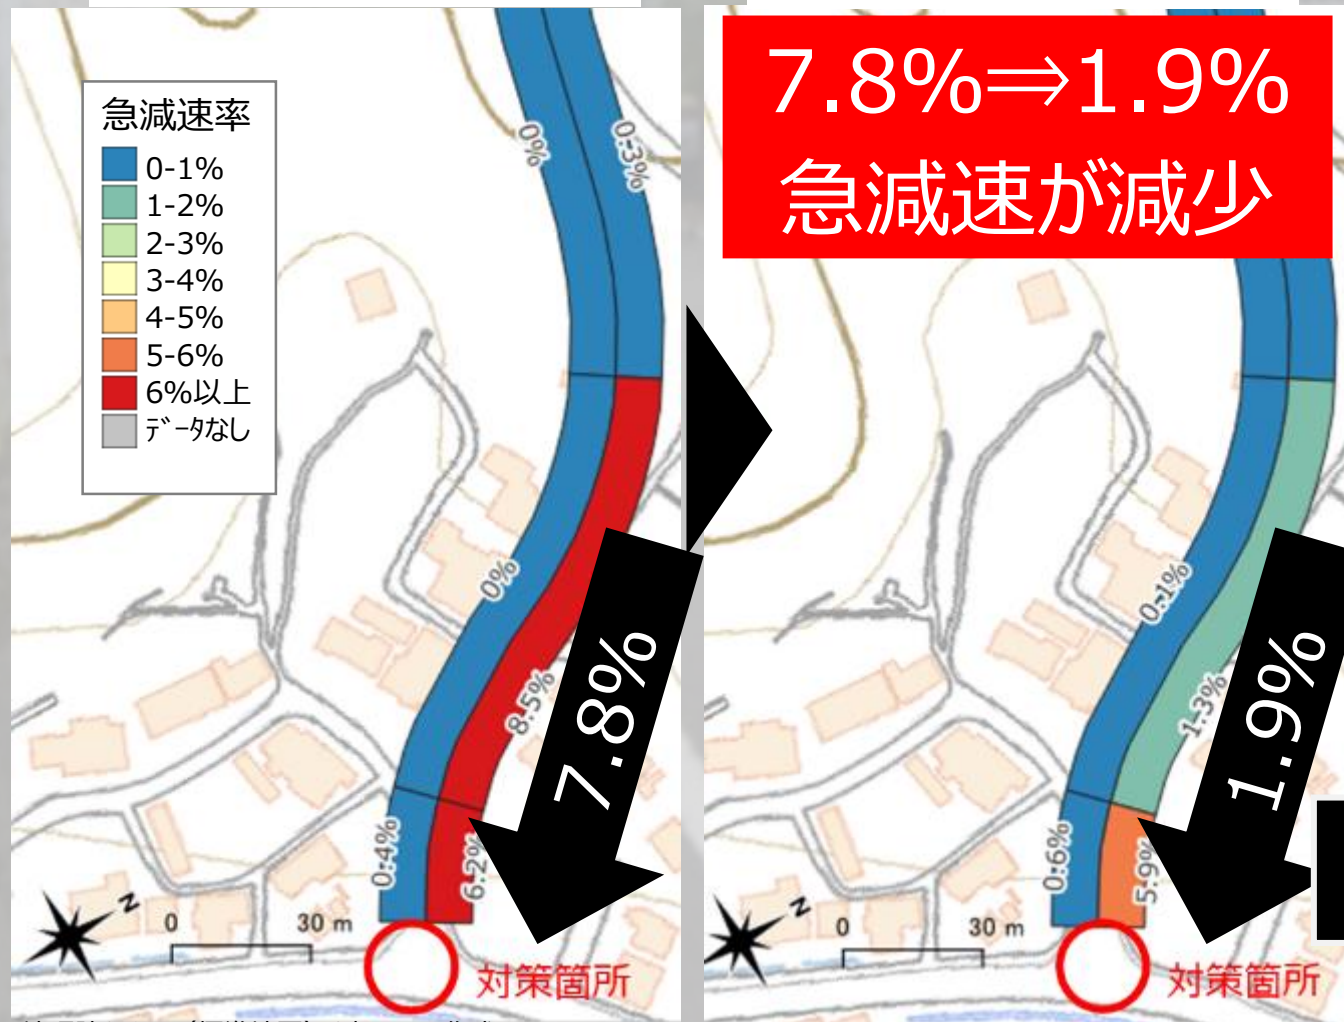 急減速率
0-1%
1-2%
2-3%
3-4%
4-5%
5-6%
6%以上
データなし
0%
0.3%
0%
8.5%
7.8%
0.4%
6.2%
N
0
30 m
対策箇所
7.8%⇒1.9%
急減速が減少
0.1%
1.3%
1.9%
0.6%
5.9%
N
0
30 m
対策箇所